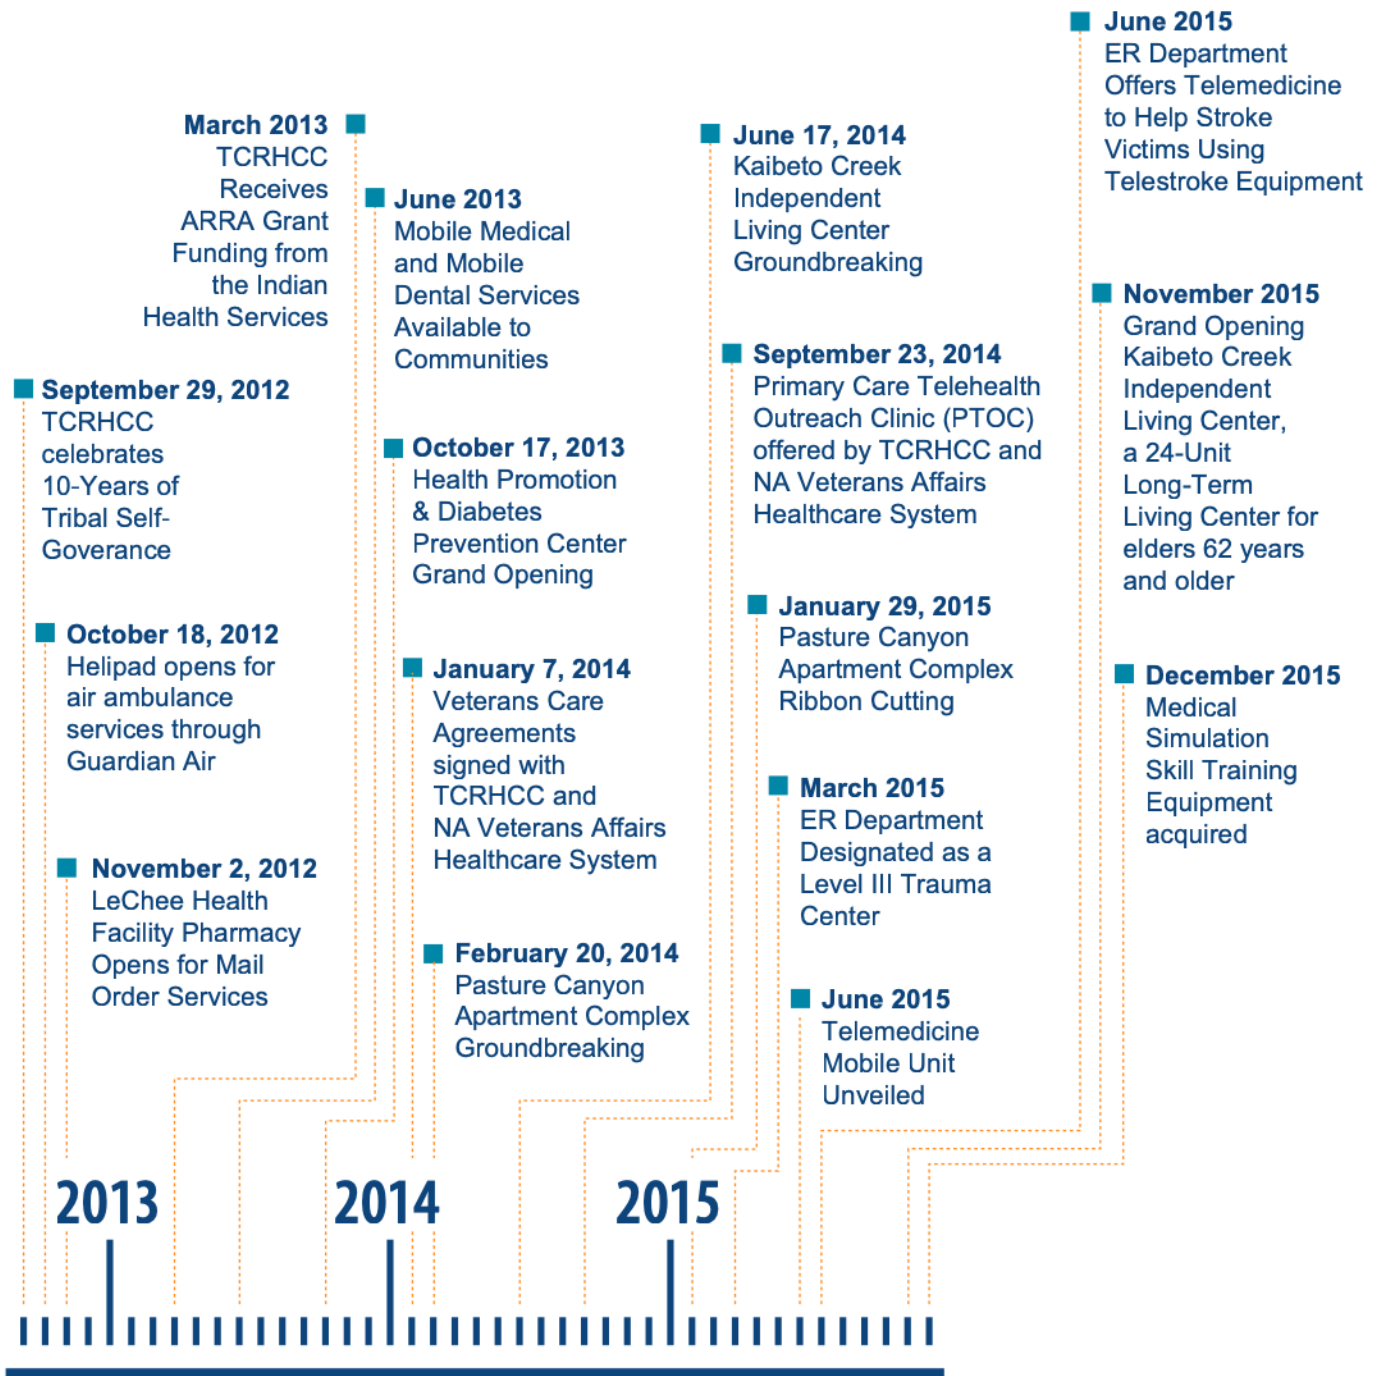 September 29, 2012
TCRHCC
celebrates
10-Years of
Tribal Self-
Goverance
October 18, 2012
Helipad opens for
air ambulance
services through
Guardian Air
November 2, 2012
LeChee Health
Facility Pharmacy
Opens for Mail
Order Services
March 2013
TCRHCC
Receives
ARRA Grant
Funding from
the Indian
Health Services
June 2013
Mobile Medical
and Mobile
Dental Services
Available to
Communities
October 17, 2013
Health Promotion
& Diabetes
Prevention Center
Grand Opening
January 7, 2014
Veterans Care
Agreements
signed with
TCRHCC and
NA Veterans Affairs
Healthcare System
February 20, 2014
Pasture Canyon
Apartment Complex
Groundbreaking
June 17, 2014
Kaibeto Creek
Independent
Living Center
Groundbreaking
September 23, 2014
Primary Care Telehealth
Outreach Clinic (PTOC)
offered by TCRHCC and
NA Veterans Affairs
Healthcare System
January 29, 2015
Pasture Canyon
Apartment Complex
Ribbon Cutting
March 2015
ER Department
Designated as a
Level III Trauma
Center
June 2015
Telemedicine
Mobile Unit
Unveiled
June 2015
ER Department
Offers Telemedicine
to Help Stroke
Victims Using
Telestroke Equipment
November 2015
Grand Opening
Kaibeto Creek
Independent
Living Center,
a 24-Unit
Long-Term
Living Center for
elders 62 years
and older
December 2015
Medical
Simulation
Skill Training
Equipment
acquired
2013
2014
2015